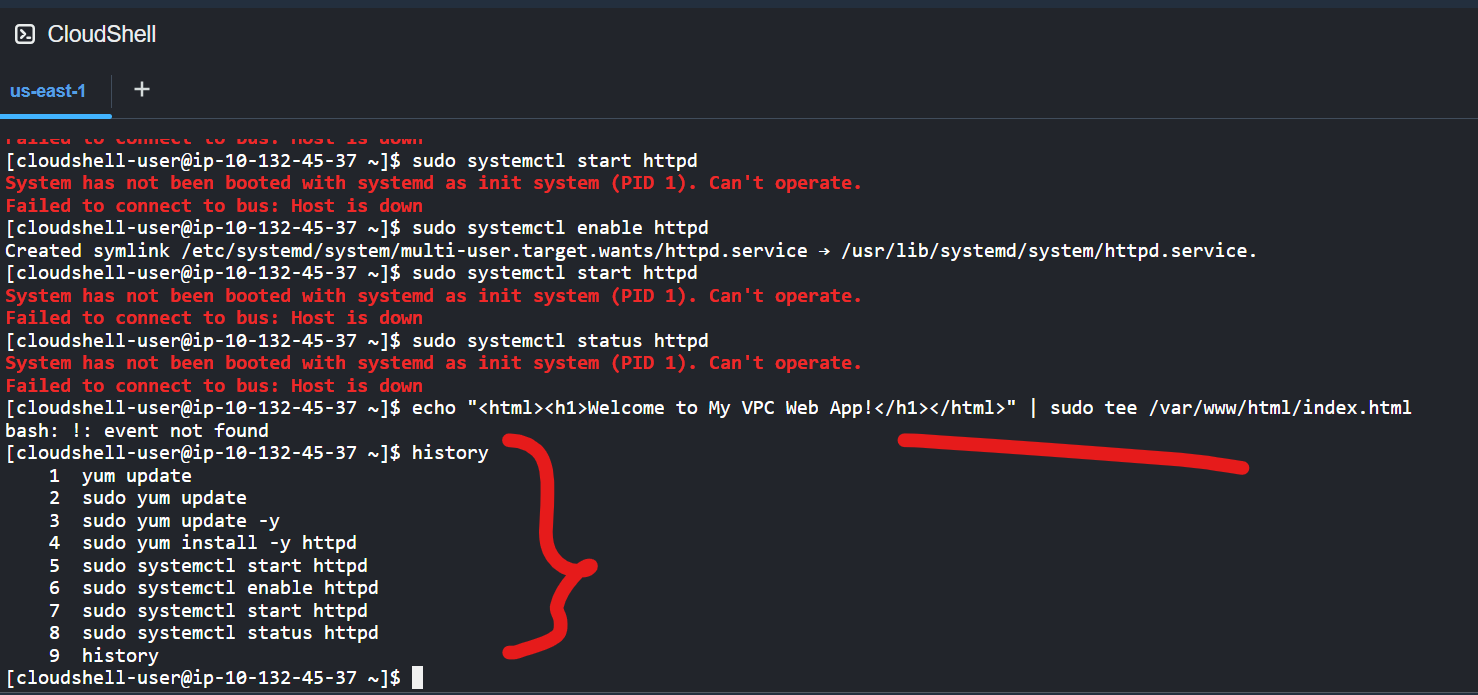 CloudShell
us-east-1 +
Failed to connect to bus: Host is down
[cloudshell-user@ip-10-132-45-37 ~]$ sudo systemctl start httpd
System has not been booted with systemd as init system (PID 1). Can't operate.
Failed to connect to bus: Host is down
[cloudshell-user@ip-10-132-45-37 ~]$ sudo systemctl enable httpd
Created symlink /etc/systemd/system/multi-user.target.wants/httpd.service → /usr/lib/systemd/system/httpd.service.
[cloudshell-user@ip-10-132-45-37 ~]$ sudo systemctl start httpd
System has not been booted with systemd as init system (PID 1). Can't operate.
Failed to connect to bus: Host is down
[cloudshell-user@ip-10-132-45-37 ~]$ sudo systemctl status httpd
System has not been booted with systemd as init system (PID 1). Can't operate.
Failed to connect to bus: Host is down
[cloudshell-user@ip-10-132-45-37 ~]$ echo "<html><h1>Welcome to My VPC Web App!</h1></html>" | sudo tee /var/www/html/index.html
bash: !: event not found
[cloudshell-user@ip-10-132-45-37 ~]$ history
1 yum update
2 sudo yum update
3 sudo yum update -y
4 sudo yum install -y httpd
5 sudo systemctl start httpd
6 sudo systemctl enable httpd
7 sudo systemctl start httpd
8 sudo systemctl status httpd
9 history
[cloudshell-user@ip-10-132-45-37 ~]$